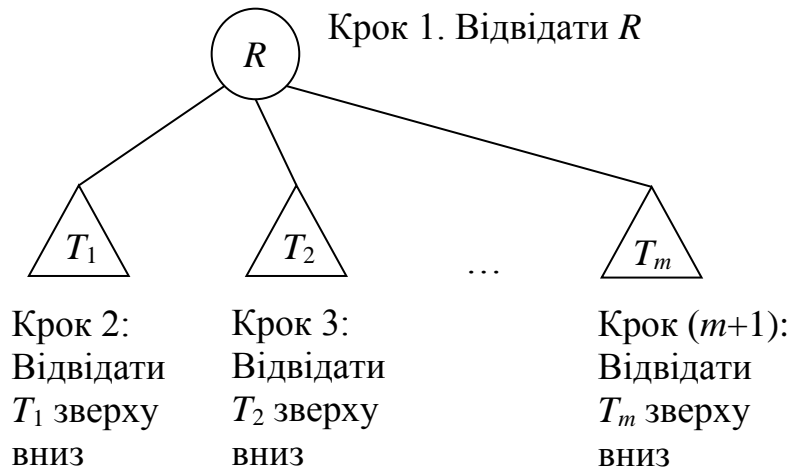 Крок 1. Відвідати R
R
T1
T2
…
Tm
Крок 2:
Відвідати
T1 зверху
вниз
Крок 3:
Відвідати
T2 зверху
вниз
Крок (m+1):
Відвідати
Tm зверху
вниз